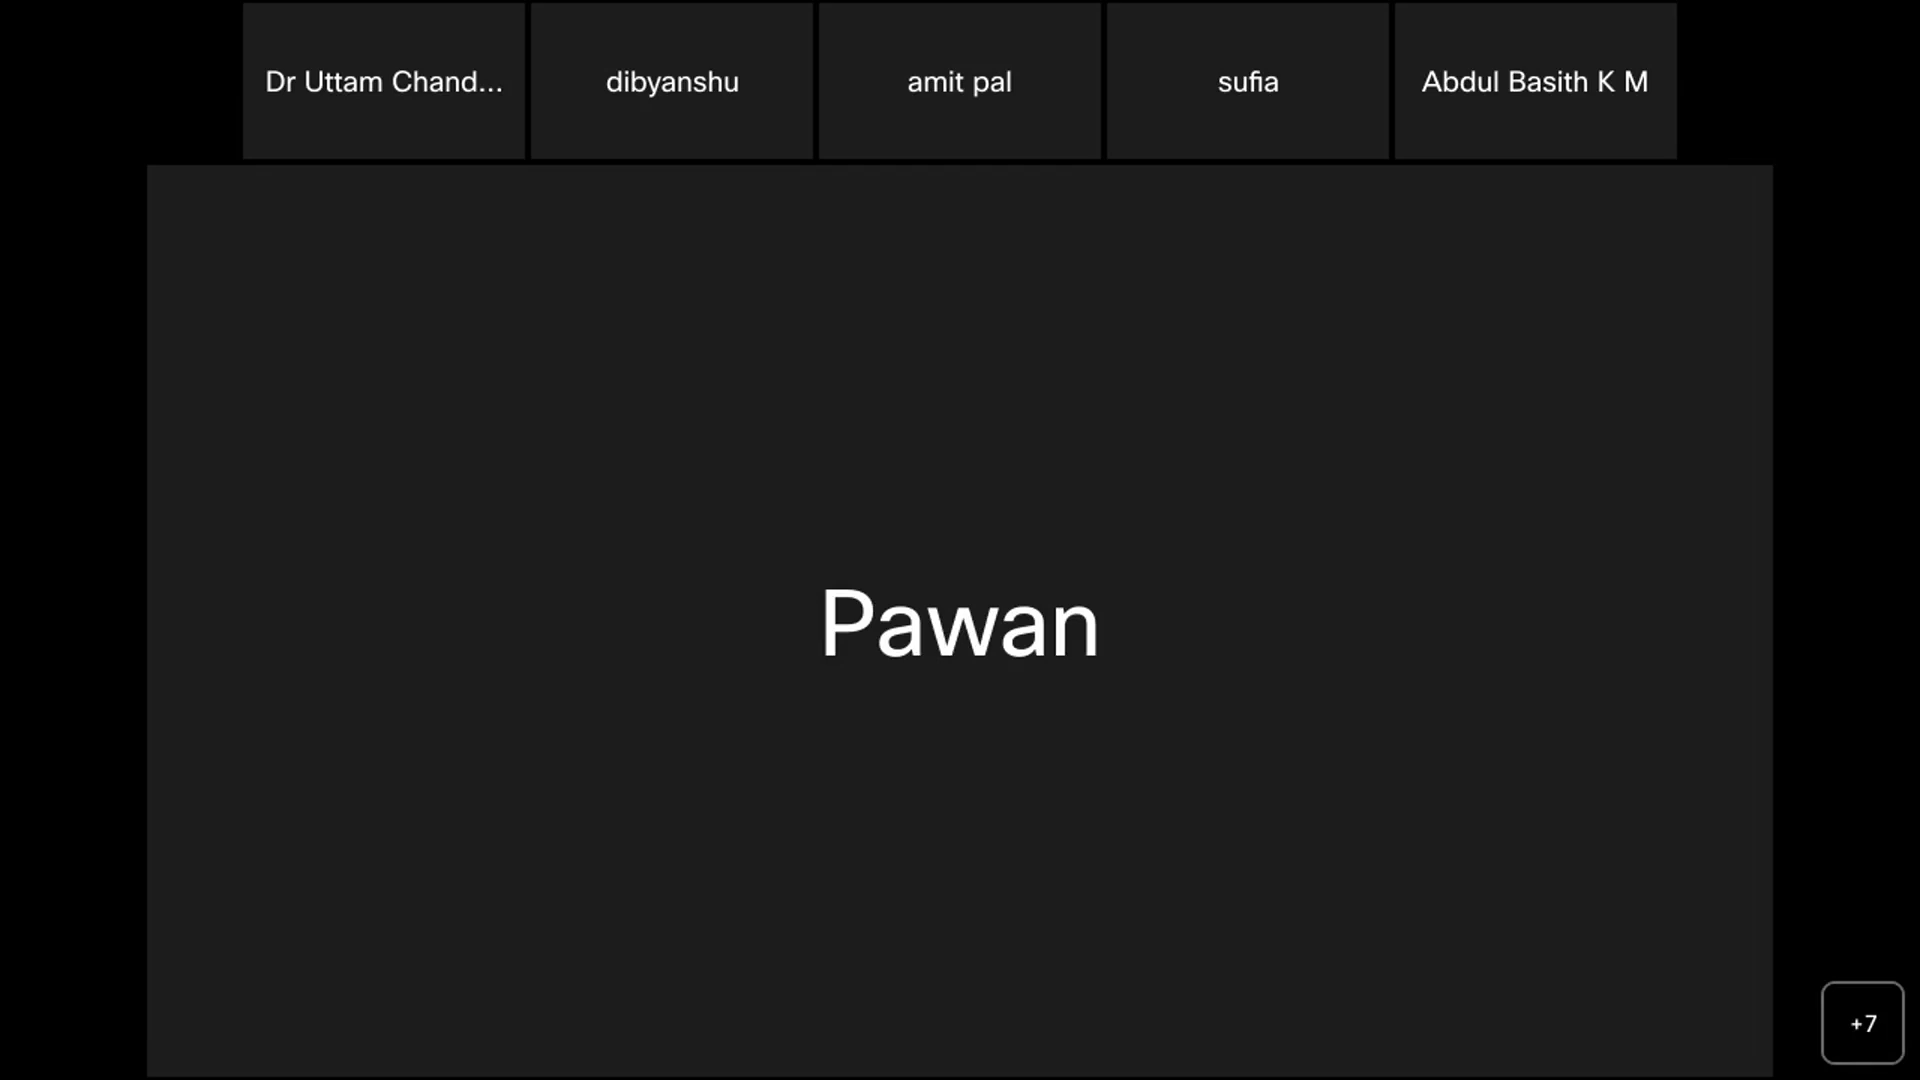 Dr Uttam Chand...
dibyanshu
amit pal
sufia
Abdul Basith K M
Pawan
+7